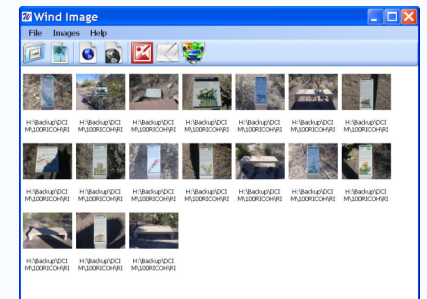 Wind Image
File Images Help
H:\Backup\DCI H:\Backup\DCI H:\Backup\DCI H:\Backup\DCI H:\Backup\DCI H:\Backup\DCI H:\Backup\DCI
M\100RICOH\RI M\100RICOH\RI M\100RICOH\RI M\100RICOH\RI M\100RICOH\RI M\100RICOH\RI M\100RICOH\RI
H:\Backup\DCI H:\Backup\DCI H:\Backup\DCI H:\Backup\DCI H:\Backup\DCI H:\Backup\DCI H:\Backup\DCI
M\100RICOH\RI M\100RICOH\RI M\100RICOH\RI M\100RICOH\RI M\100RICOH\RI M\100RICOH\RI M\100RICOH\RI
H:\Backup\DCI H:\Backup\DCI H:\Backup\DCI
M\100RICOH\RI M\100RICOH\RI M\100RICOH\RI